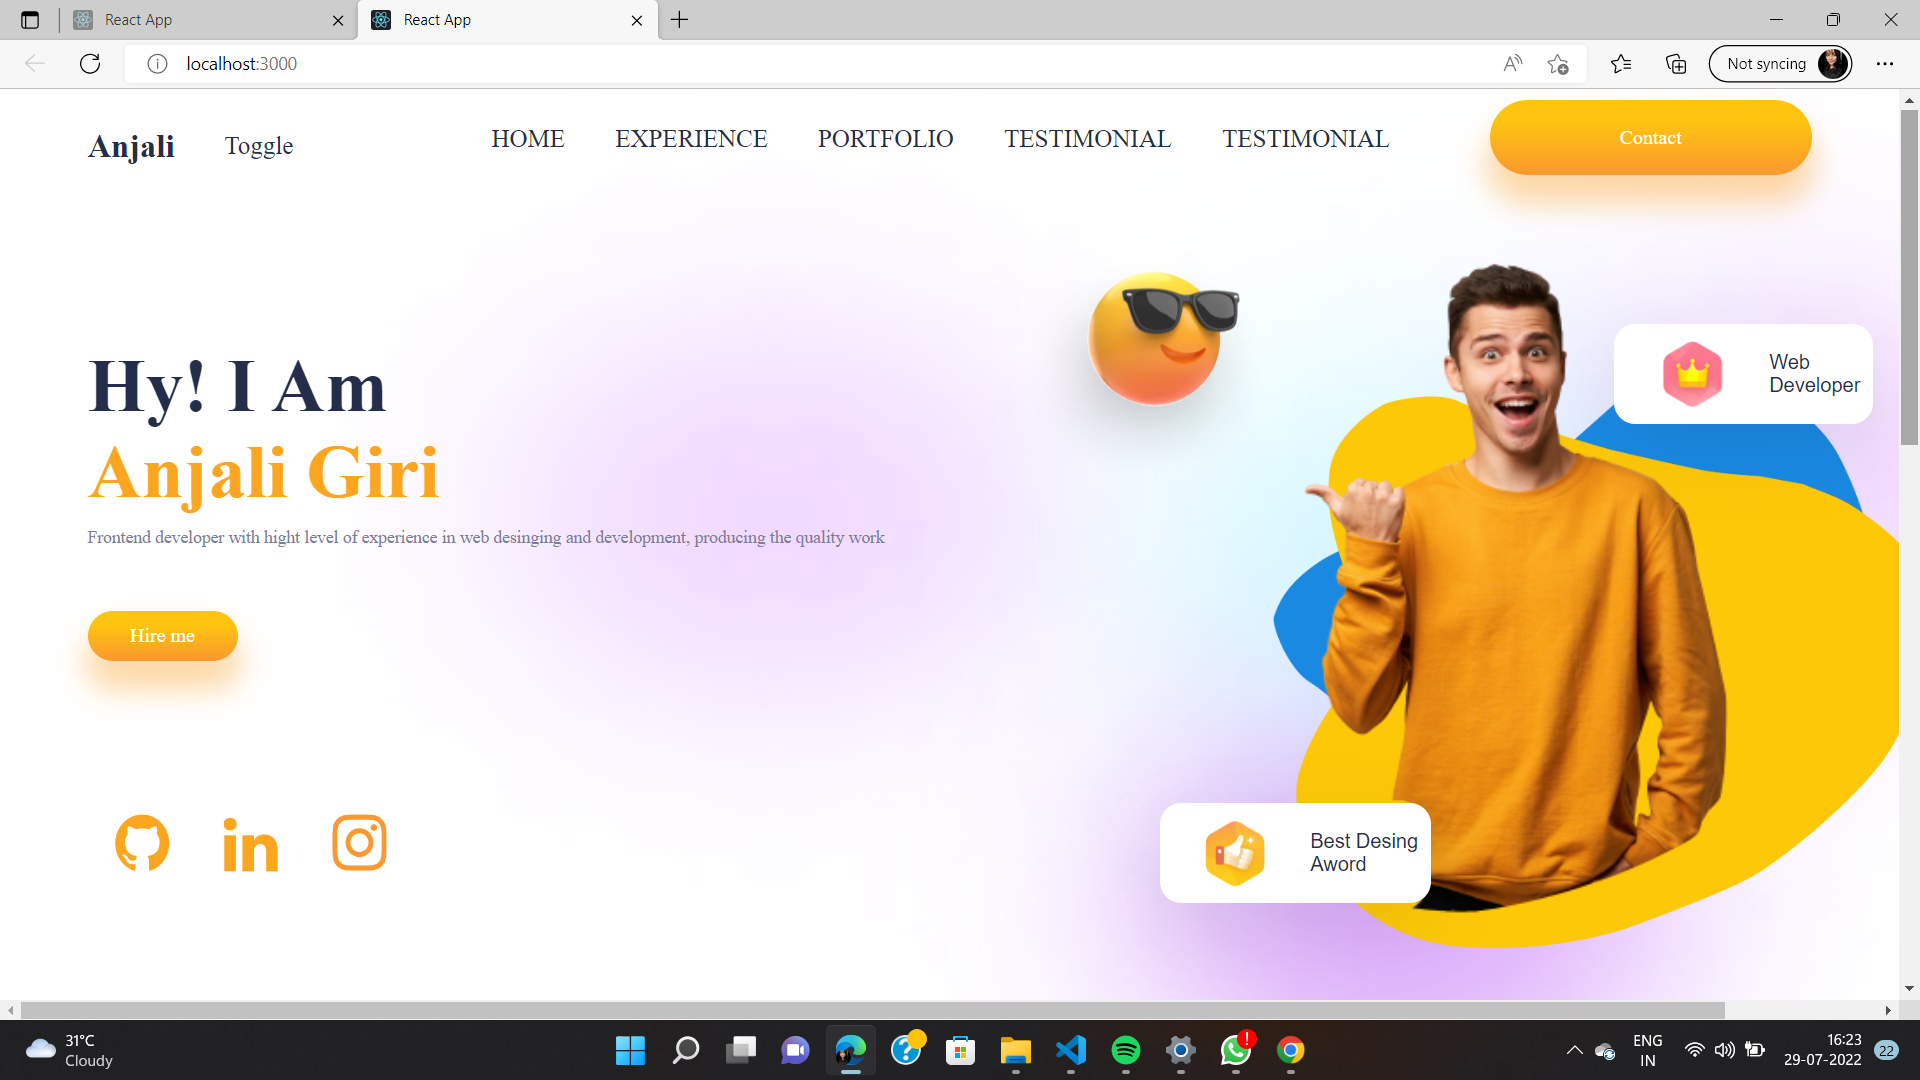 React App
React App
localhost:3000
Not syncing
Anjali
Toggle
HOME
EXPERIENCE
PORTFOLIO
TESTIMONIAL
TESTIMONIAL
Contact
Hy! I Am
Anjali Giri
Frontend developer with hight level of experience in web desinging and development, producing the quality work
Hire me
Web
Developer
Best Desing
Aword
31°C
Cloudy
ENG
IN
16:23
29-07-2022
22